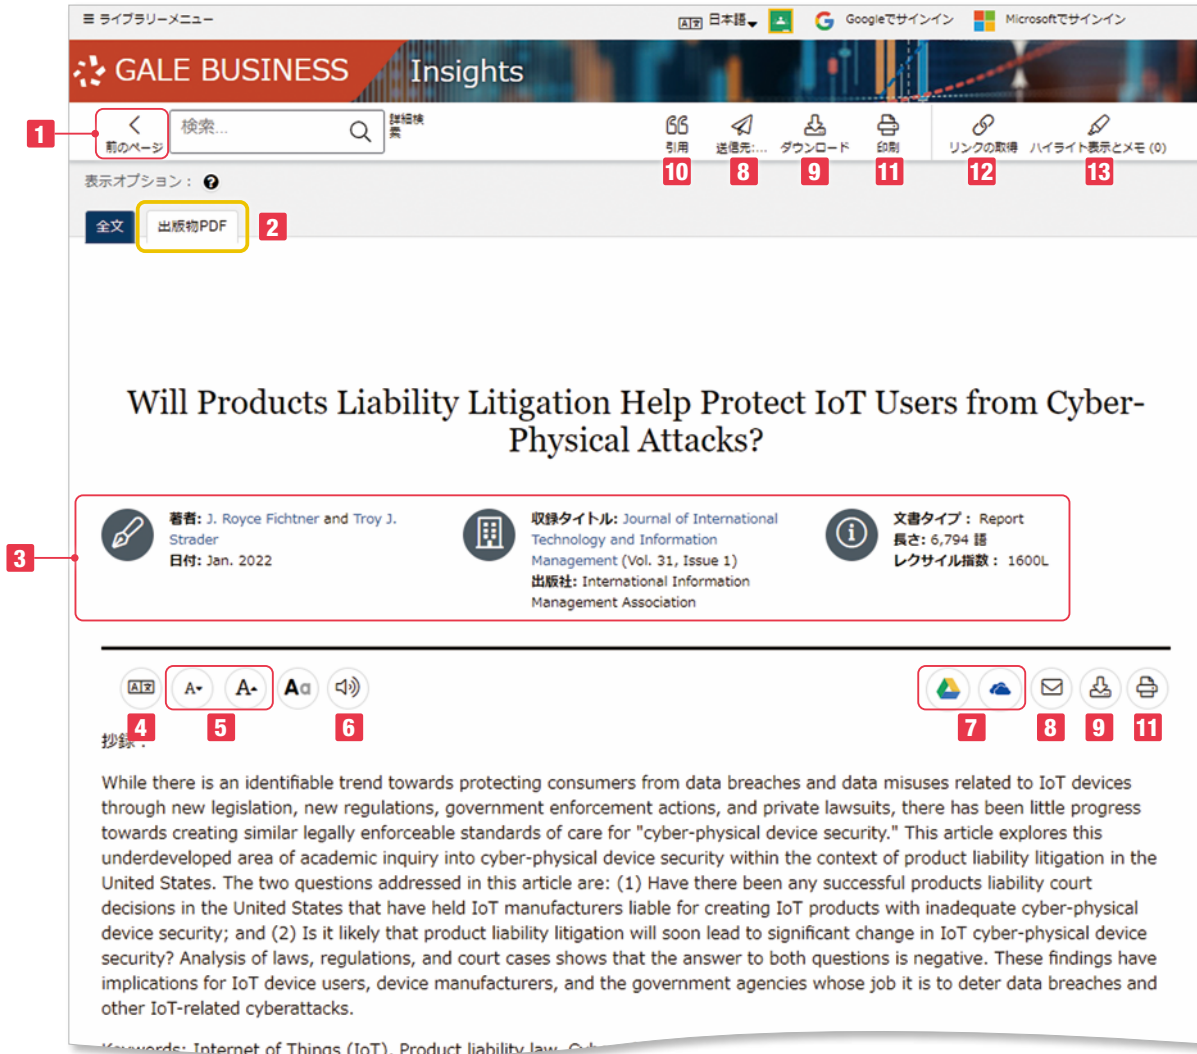 ≡ ライブラリーメニュー 日本語 Googleでサインイン Microsoftでサインイン
GALE BUSINESS Insights
1 前のページ 検索... 詳細検
索
引用 送信先:... ダウンロード 印刷 リンクの取得 ハイライト表示とメモ (0)
10 8 9 11 12 13
表示オプション： ?
全文 出版物PDF 2
Will Products Liability Litigation Help Protect IoT Users from Cyber-
Physical Attacks?
3
著者: J. Royce Fichtner and Troy J.
Strader
日付: Jan. 2022
収録タイトル: Journal of International
Technology and Information
Management (Vol. 31, Issue 1)
出版社: International Information
Management Association
文書タイプ： Report
長さ: 6,794 語
レクサイル指数： 1600L
A A Aa
4 5 6 7 8 9 11
抄録：
While there is an identifiable trend towards protecting consumers from data breaches and data misuses related to IoT devices
through new legislation, new regulations, government enforcement actions, and private lawsuits, there has been little progress
towards creating similar legally enforceable standards of care for "cyber-physical device security." This article explores this
underdeveloped area of academic inquiry into cyber-physical device security within the context of product liability litigation in the
United States. The two questions addressed in this article are: (1) Have there been any successful products liability court
decisions in the United States that have held IoT manufacturers liable for creating IoT products with inadequate cyber-physical
device security; and (2) Is it likely that product liability litigation will soon lead to significant change in IoT cyber-physical device
security? Analysis of laws, regulations, and court cases shows that the answer to both questions is negative. These findings have
implications for IoT device users, device manufacturers, and the government agencies whose job it is to deter data breaches and
other IoT-related cyberattacks.
Keywords: Internet of Things (IoT), Product liability law,